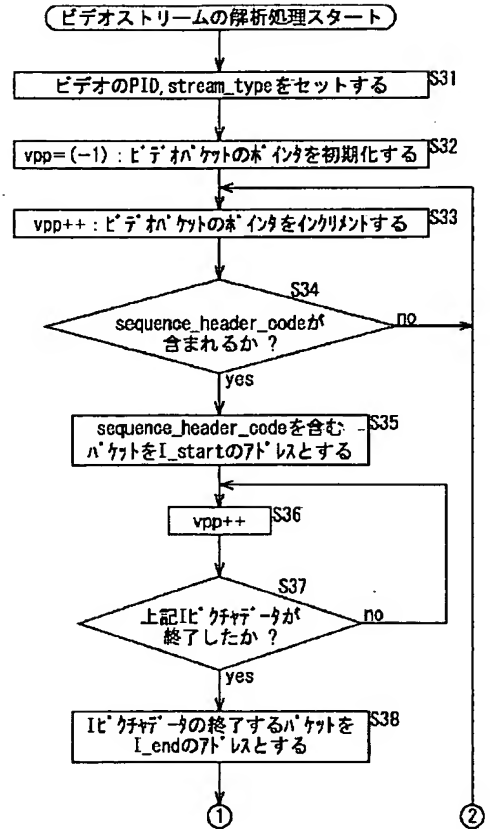 ビデオストリームの解析処理スタート
ビデオのPID,stream_typeをセットする
S31
vpp=(-1):ビデオパケットのポインタを初期化する
S32
vpp++:ビデオパケットのポインタをインクリメントする
S33
S34
sequence_header_codeが
含まれるか ?
no
yes
sequence_header_codeを含む
パケットをI_startのアドレスとする
S35
vpp++
S36
S37
上記Iピクチャデータが
終了したか ?
no
yes
Iピクチャデータの終了するパケットを
I_endのアドレスとする
S38
①
②